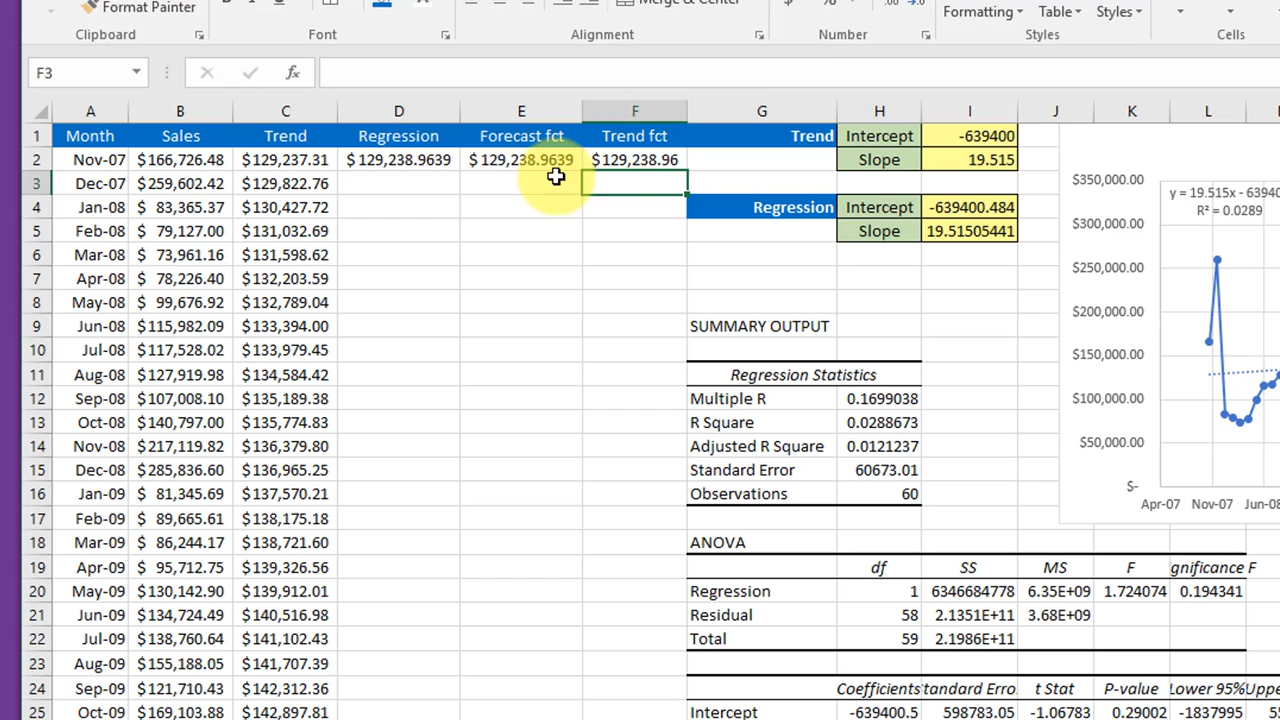 Format Painter Merge & Center Formatting Table Styles
Clipboard Font Alignment Number Styles Cells
F3 fx
A B C D E F G H I J K L
1 Month Sales Trend Regression Forecast fct Trend fct Trend Intercept -639400
2 Nov-07 $166,726.48 $129,237.31 $ 129,238.9639 $ 129,238.9639 $129,238.96 Slope 19.515
3 Dec-07 $259,602.42 $129,822.76 $350,000.00 y = 19.515x - 63940
4 Jan-08 $ 83,365.37 $130,427.72 Regression Intercept -639400.484 R² = 0.0289
5 Feb-08 $ 79,127.00 $131,032.69 Slope 19.51505441 $300,000.00
6 Mar-08 $ 73,961.16 $131,598.62 $250,000.00
7 Apr-08 $ 78,226.40 $132,203.59
8 May-08 $ 99,676.92 $132,789.04 $200,000.00
9 Jun-08 $115,982.09 $133,394.00 SUMMARY OUTPUT
10 Jul-08 $117,528.02 $133,979.45 $150,000.00
11 Aug-08 $127,919.98 $134,584.42 Regression Statistics
12 Sep-08 $107,008.10 $135,189.38 Multiple R 0.1699038 $100,000.00
13 Oct-08 $140,797.00 $135,774.83 R Square 0.0288673
14 Nov-08 $217,119.82 $136,379.80 Adjusted R Square 0.0121237 $50,000.00
15 Dec-08 $285,836.60 $136,965.25 Standard Error 60673.01
16 Jan-09 $ 81,345.69 $137,570.21 Observations 60 $-
17 Feb-09 $ 89,665.61 $138,175.18 Apr-07 Nov-07 Jun-08
18 Mar-09 $ 86,244.17 $138,721.60 ANOVA
19 Apr-09 $ 95,712.75 $139,326.56 df SS MS F gnificance F
20 May-09 $130,142.90 $139,912.01 Regression 1 6346684778 6.35E+09 1.724074 0.194341
21 Jun-09 $134,724.49 $140,516.98 Residual 58 2.1351E+11 3.68E+09
22 Jul-09 $138,760.64 $141,102.43 Total 59 2.1986E+11
23 Aug-09 $155,188.05 $141,707.39
24 Sep-09 $121,710.43 $142,312.36 Coefficients tandard Erro t Stat P-value Lower 95% Uppe
25 Oct-09 $169,103.88 $142,897.81 Intercept -639400.5 598783.05 -1.06783 0.29002 -1837995